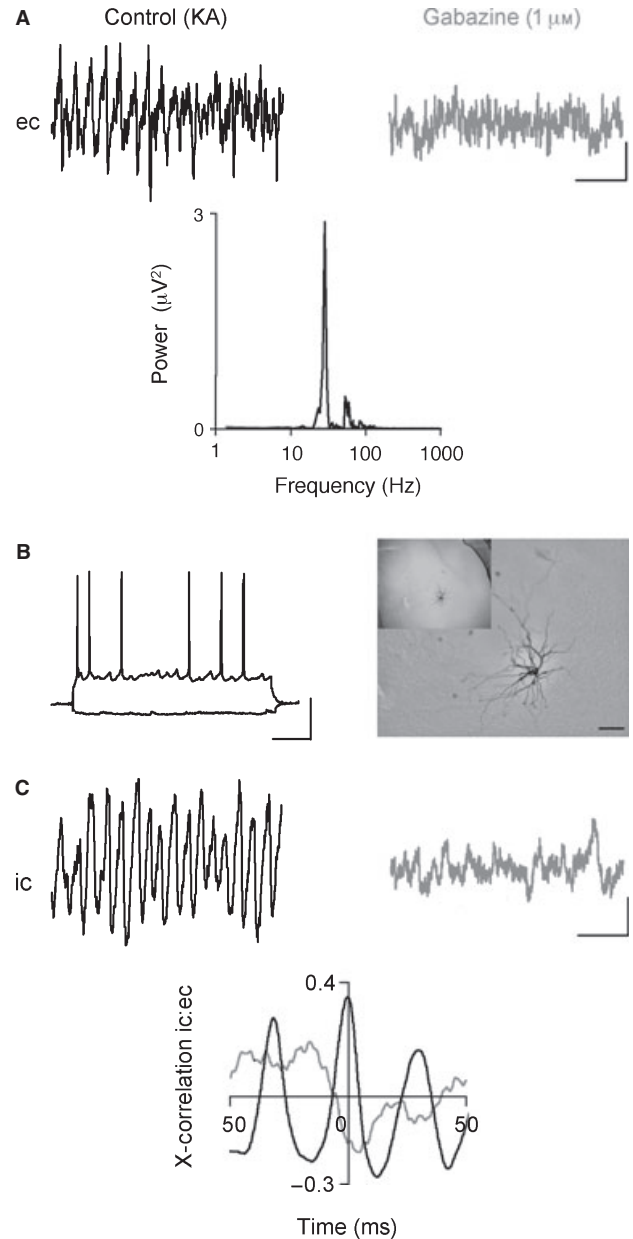 A
Control (KA)
Gabazine (1 μM)
ec
3
Power (μV²)
0
1 10 100 1000
Frequency (Hz)
B
C
ic
0.4
X-correlation ic:ec
50 0 50
−0.3
Time (ms)